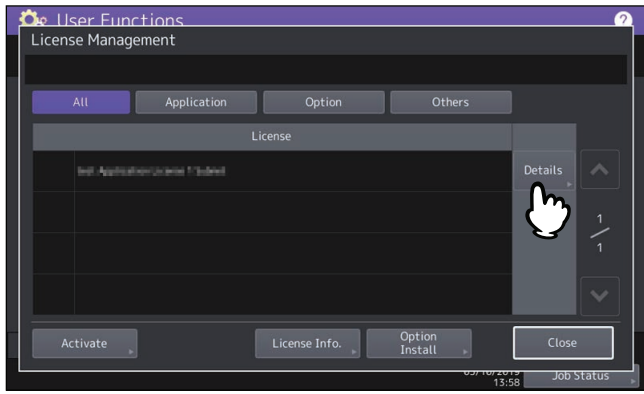 User Functions
?
License Management
All
Application
Option
Others
License
Details
1
1
Activate
License Info.
Option
Install
Close
13:58
Job Status